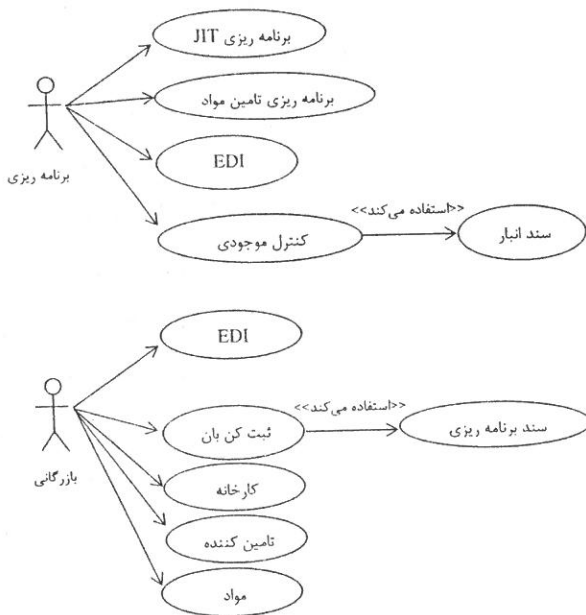 برنامه ریزی JIT
برنامه ریزی تامین مواد
EDI
برنامه ریزی
<<استفاده می‌کند>>
کنترل موجودی
سند انبار
EDI
<<استفاده می‌کند>>
ثبت کن بان
سند برنامه ریزی
بازرگانی
کارخانه
تامین کننده
مواد